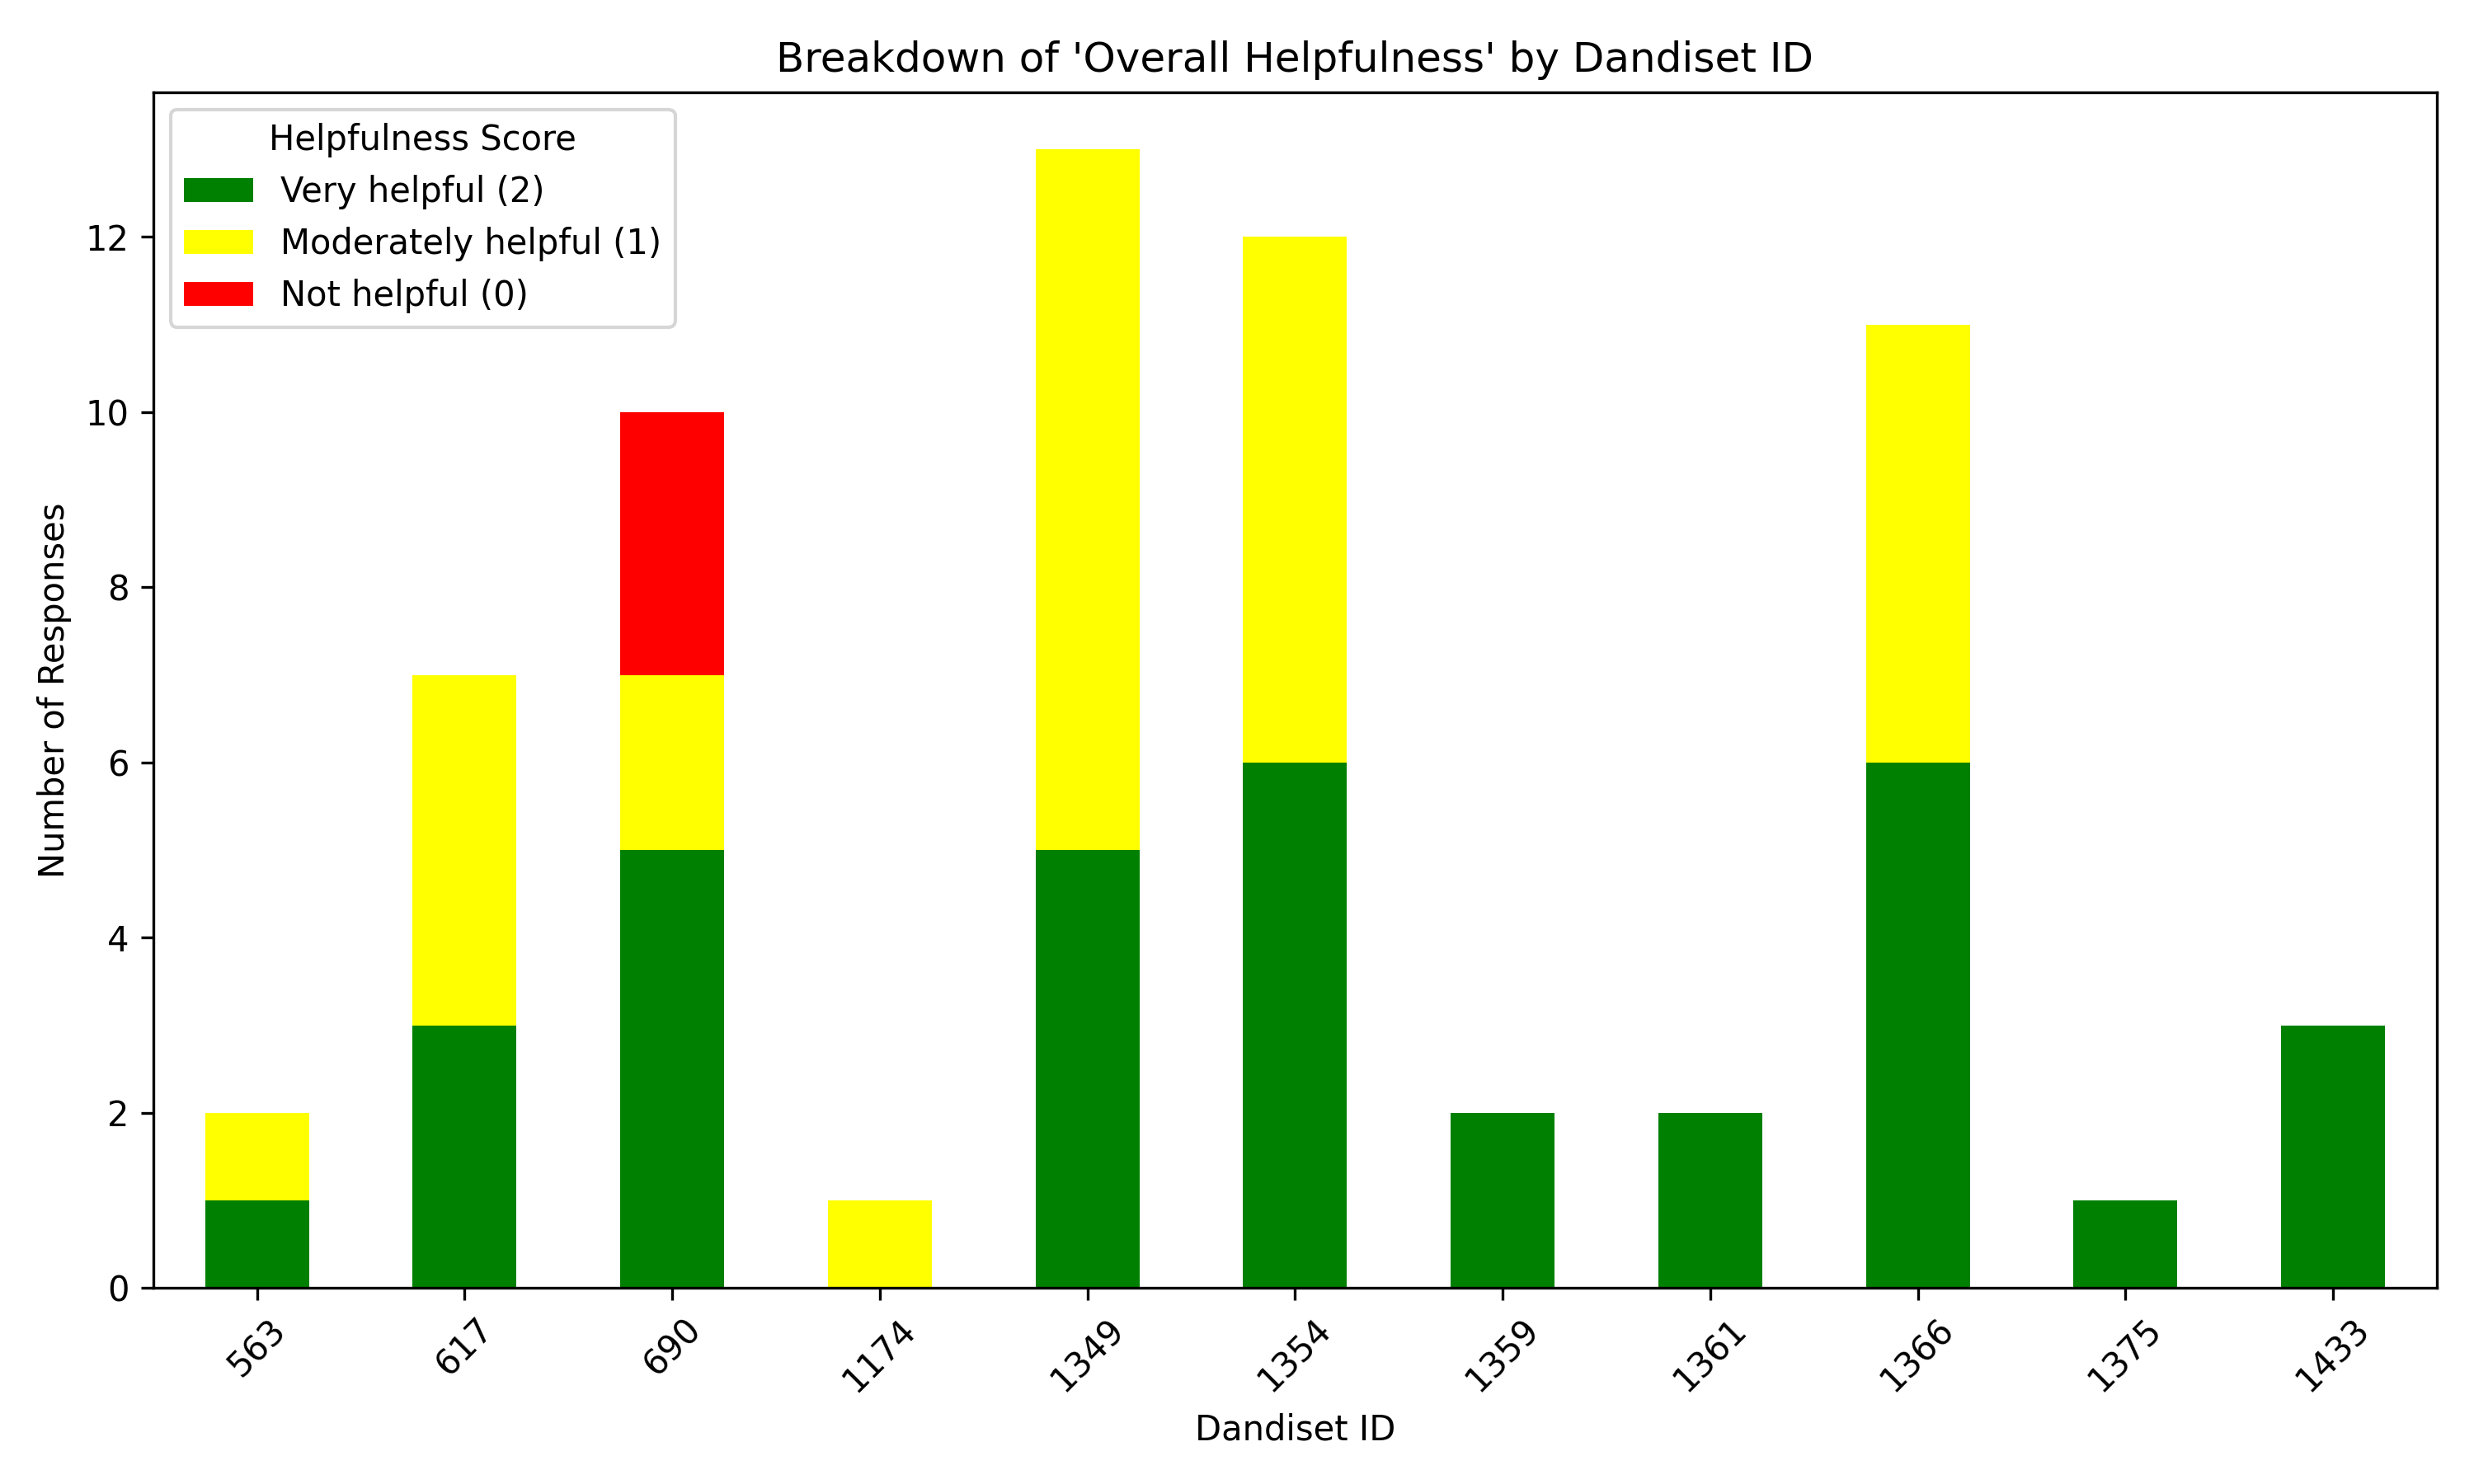 Breakdown of 'Overall Helpfulness' by Dandiset ID
Helpfulness Score
Very helpful (2)
Moderately helpful (1)
Not helpful (0)
Number of Responses
12
10
8
6
4
2
0
563
617
690
1174
1349
1354
1359
1361
1366
1375
1433
Dandiset ID